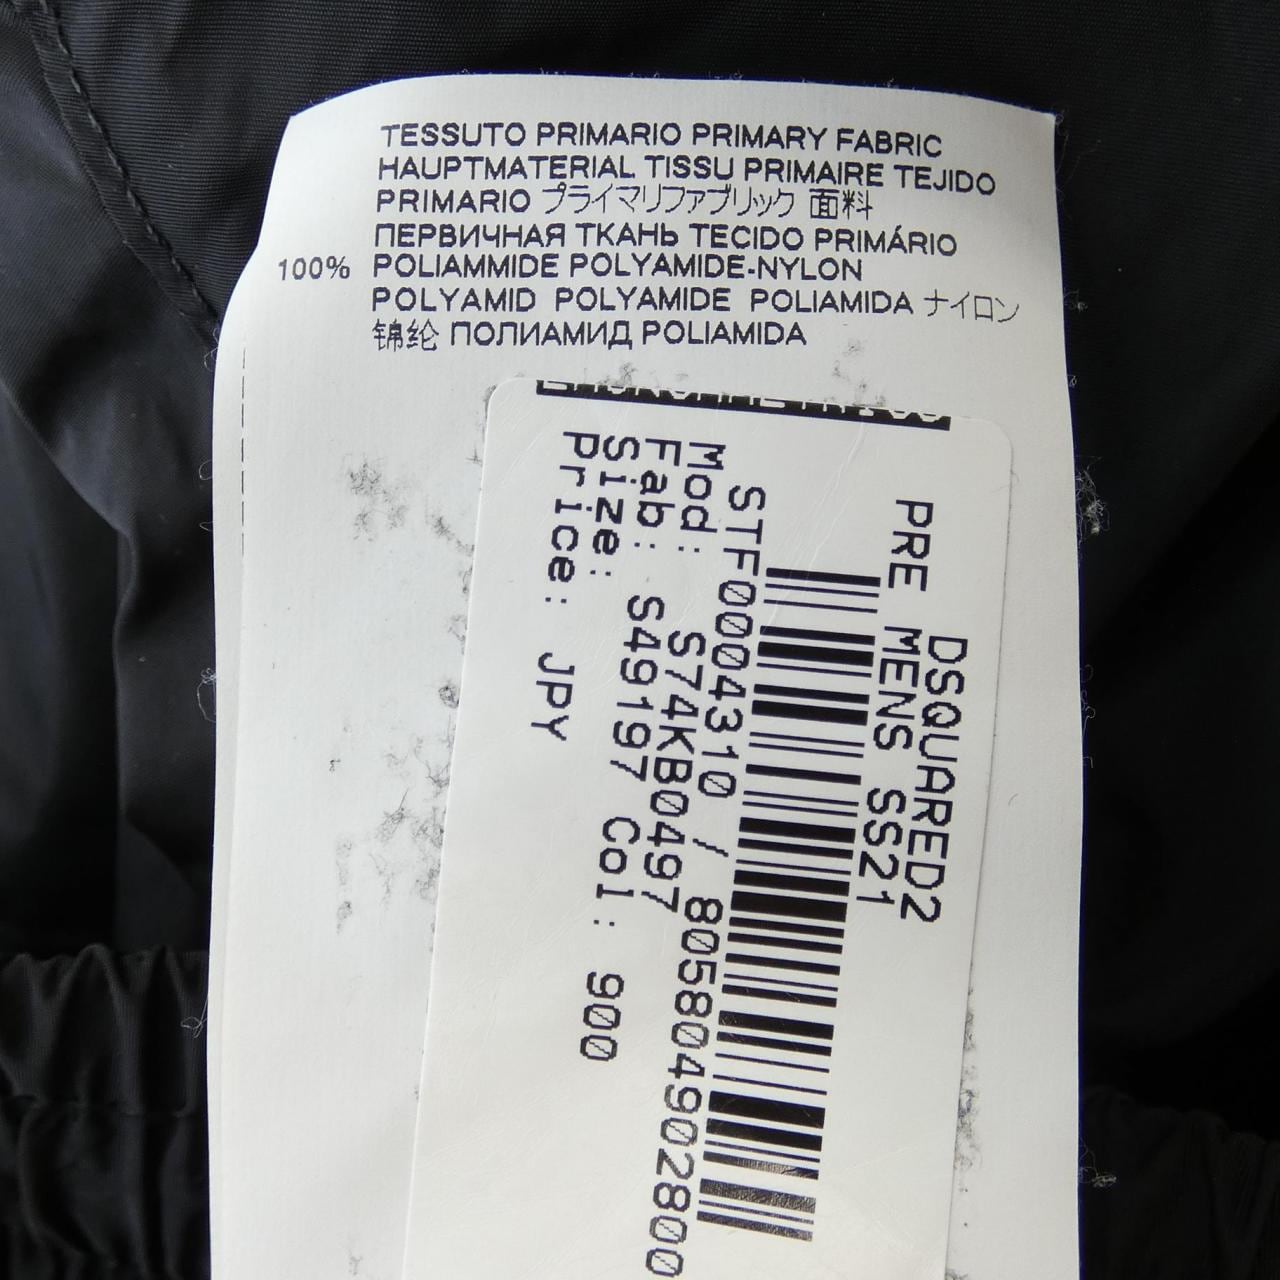 TESSUTO PRIMARIO PRIMARY FABRIC
HAUPTMATERIAL TISSU PRIMAIRE TEJIDO
PRIMARIO プライマリファブリック 面料
ПЕРВИЧНАЯ ТКАНЬ TECIDO PRIMÁRIO
100% POLIAMMIDE POLYAMIDE-NYLON
POLYAMID POLYAMIDE POLIAMIDA ナイロン
锦纶 ПОЛИАМИД POLIAMIDA
DSQUARED2
PRE MENS SS21
STF0004310 / 805804902800
Mod: S74KB0497
Fab: S49197 Col: 900
Size:
Price: JPY